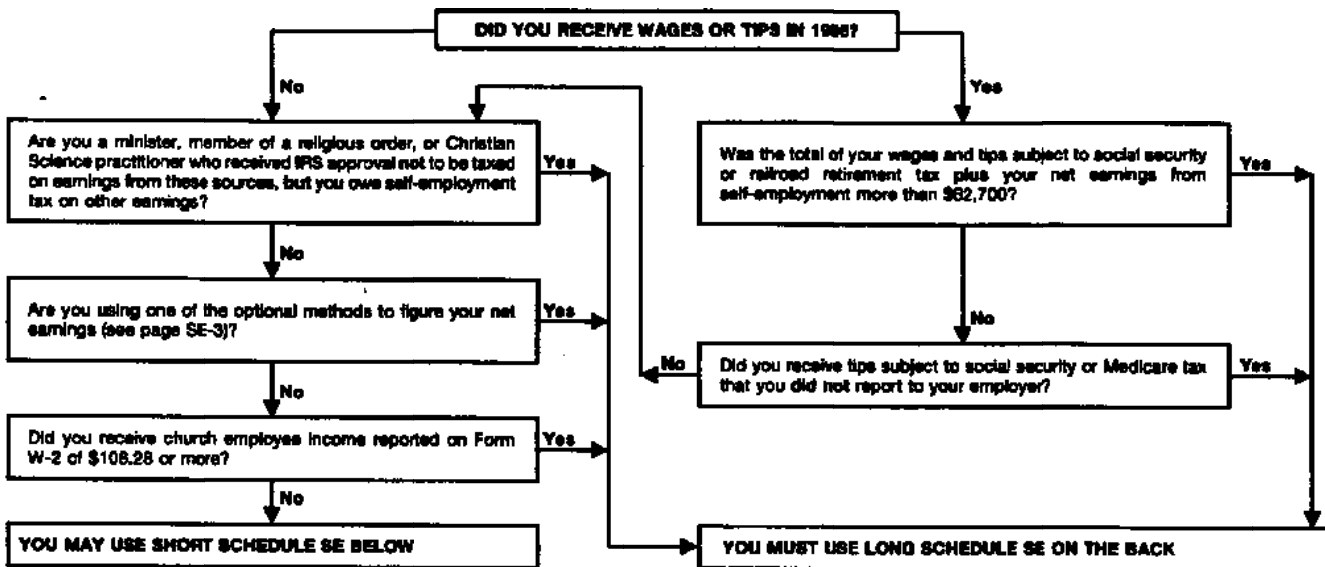 DID YOU RECEIVE WAGES OR TIPS IN 1996?
No
Yes
Are you a minister, member of a religious order, or Christian
Science practitioner who received IRS approval not to be taxed
on earnings from these sources, but you owe self-employment
tax on other earnings?
Yes
Was the total of your wages and tips subject to social security
or railroad retirement tax plus your net earnings from
self-employment more than $62,700?
Yes
No
No
Are you using one of the optional methods to figure your net
earnings (see page SE-3)?
Yes
No
Did you receive tips subject to social security or Medicare tax
that you did not report to your employer?
Yes
No
Did you receive church employee income reported on Form
W-2 of $108.28 or more?
Yes
No
YOU MAY USE SHORT SCHEDULE SE BELOW
YOU MUST USE LONG SCHEDULE SE ON THE BACK